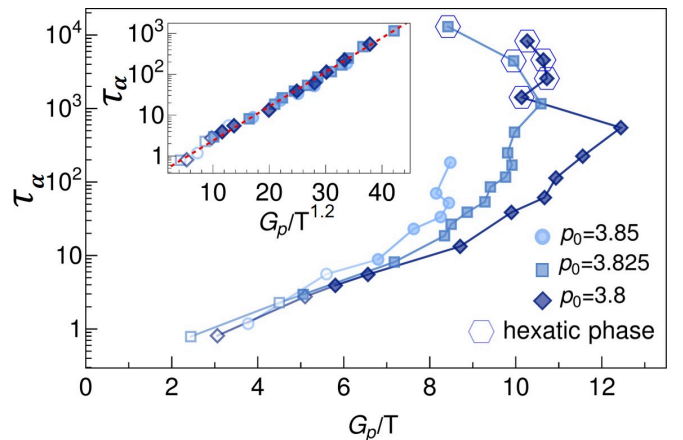 10⁴
10³
10²
10
1
τα
0 2 4 6 8 10 12
Gₚ/T
10³
10²
10
1
τα
10 20 30 40
Gₚ/T¹·²
p₀=3.85
p₀=3.825
p₀=3.8
hexatic phase